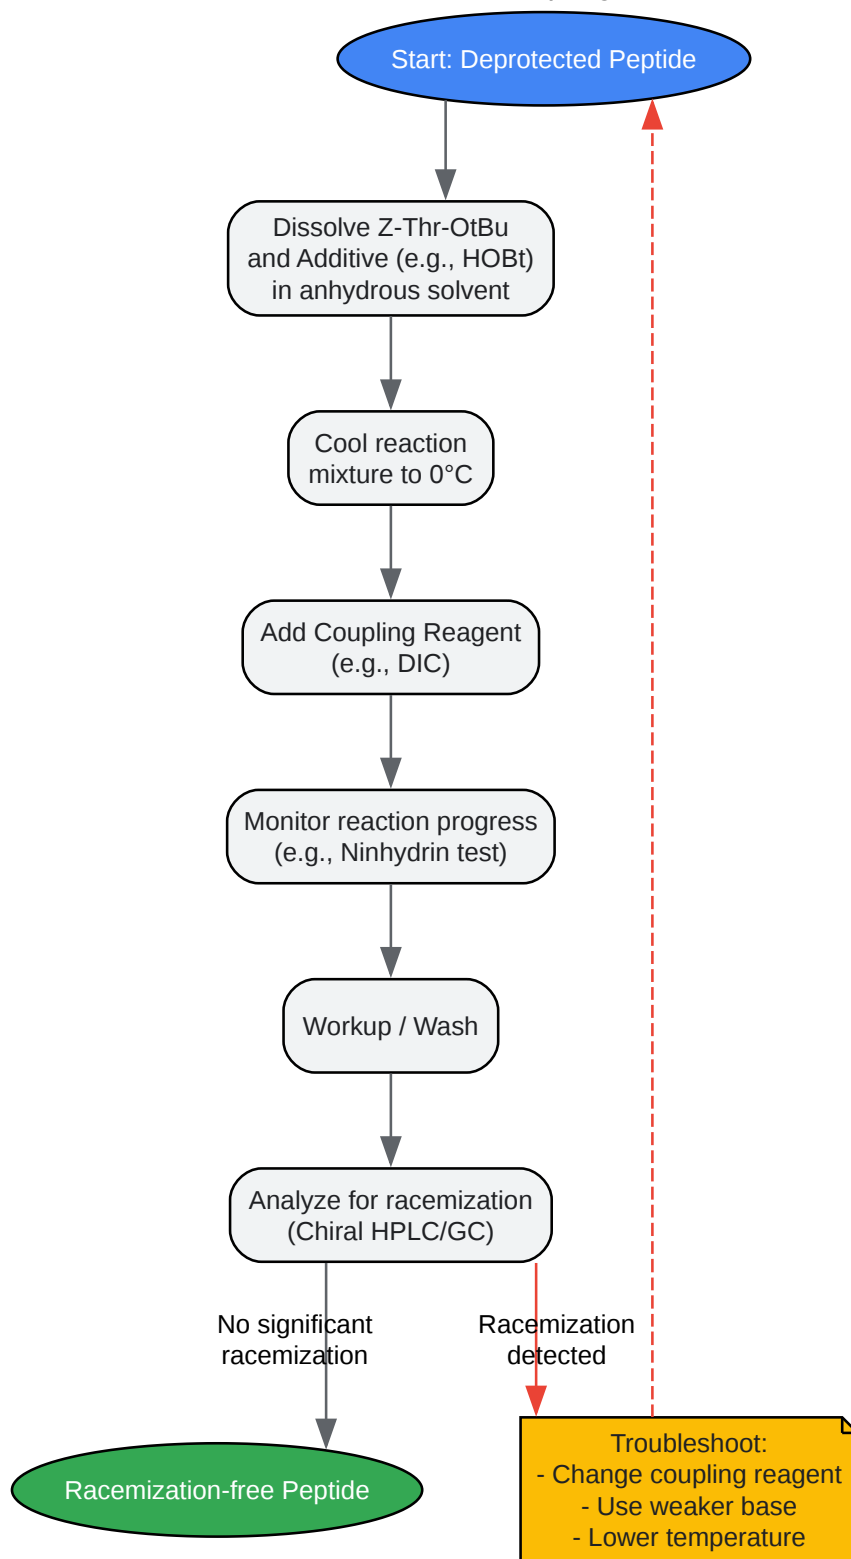 Start: Deprotected Peptide
Dissolve Z-Thr-OtBu
and Additive (e.g., HOBt)
in anhydrous solvent
Cool reaction
mixture to 0°C
Add Coupling Reagent
(e.g., DIC)
Monitor reaction progress
(e.g., Ninhydrin test)
Workup / Wash
Analyze for racemization
(Chiral HPLC/GC)
No significant
racemization
Racemization
detected
Racemization-free Peptide
Troubleshoot:
- Change coupling reagent
- Use weaker base
- Lower temperature